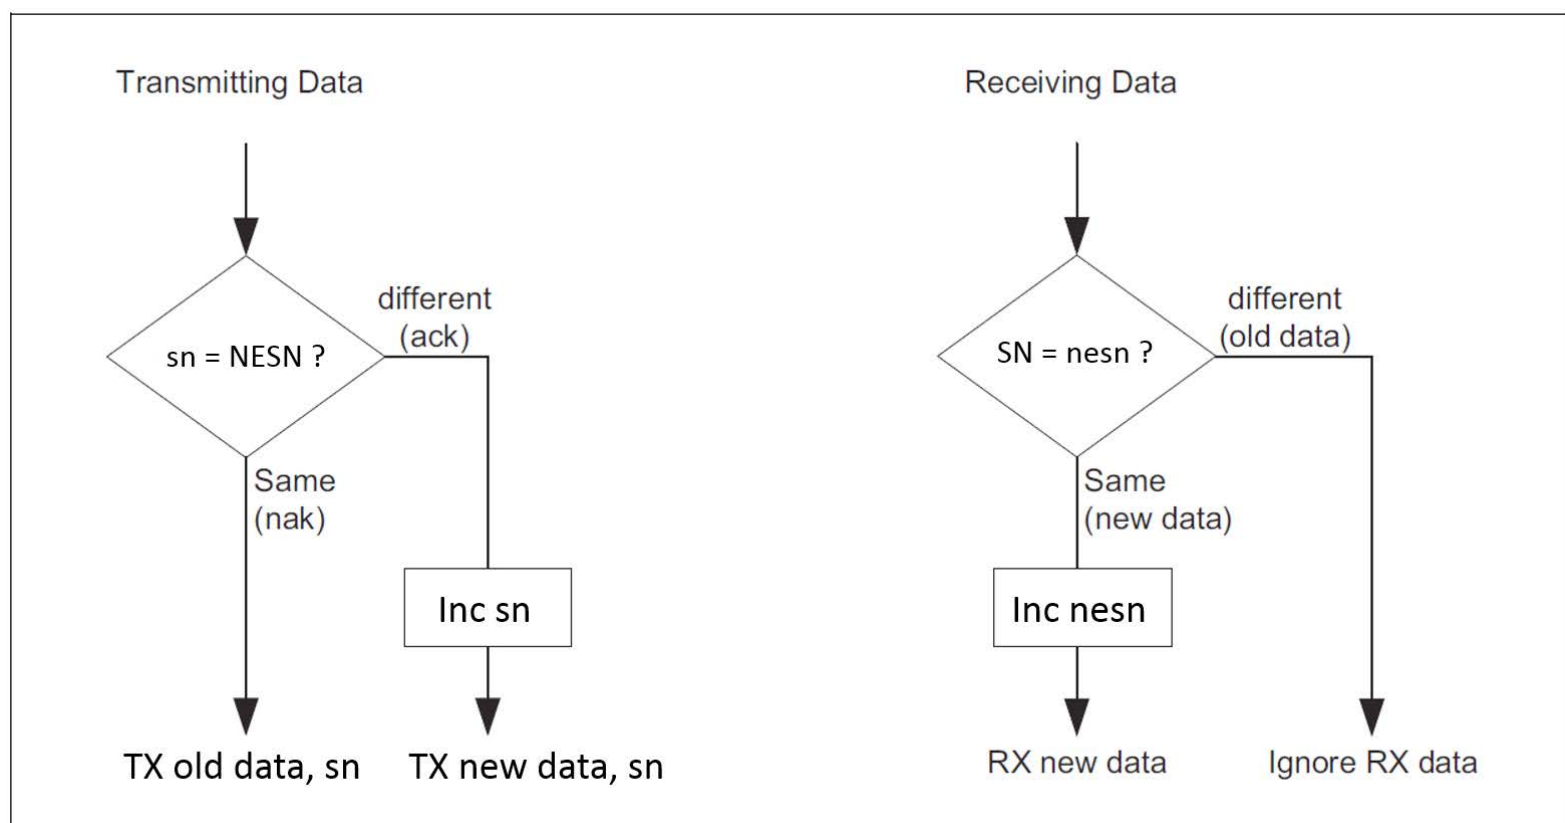 Transmitting Data
different
(ack)
sn = NESN ?
Same
(nak)
Inc sn
TX old data, sn
TX new data, sn
Receiving Data
different
(old data)
SN = nesn ?
Same
(new data)
Inc nesn
RX new data
Ignore RX data